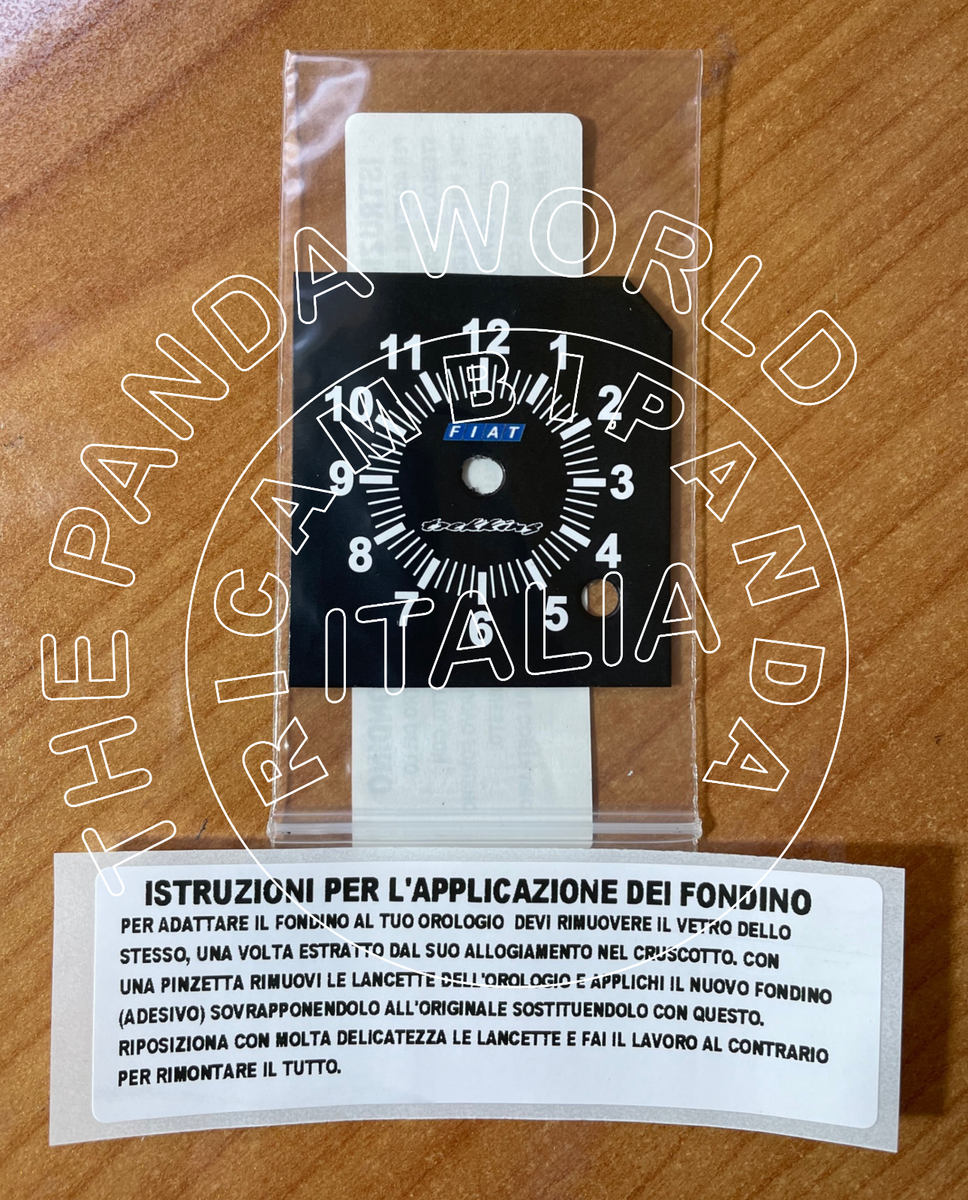 THE PANDA WORLD
RICAMBI PANDA
ITALIA
12
11
1
10
2
FIAT
9
3
trekking
8
4
7
5
6
ISTRUZIONI PER L'APPLICAZIONE DEI FONDINO
PER ADATTARE IL FONDINO AL TUO OROLOGIO DEVI RIMUOVERE IL VETRO DELLO
STESSO, UNA VOLTA ESTRATTO DAL SUO ALLOGIAMENTO NEL CRUSCOTTO. CON
UNA PINZETTA RIMUOVI LE LANCETTE DELL'OROLOGIO E APPLICHI IL NUOVO FONDINO
(ADESIVO) SOVRAPPONENDOLO ALL'ORIGINALE SOSTITUENDOLO CON QUESTO.
RIPOSIZIONA CON MOLTA DELICATEZZA LE LANCETTE E FAI IL LAVORO AL CONTRARIO
PER RIMONTARE IL TUTTO.